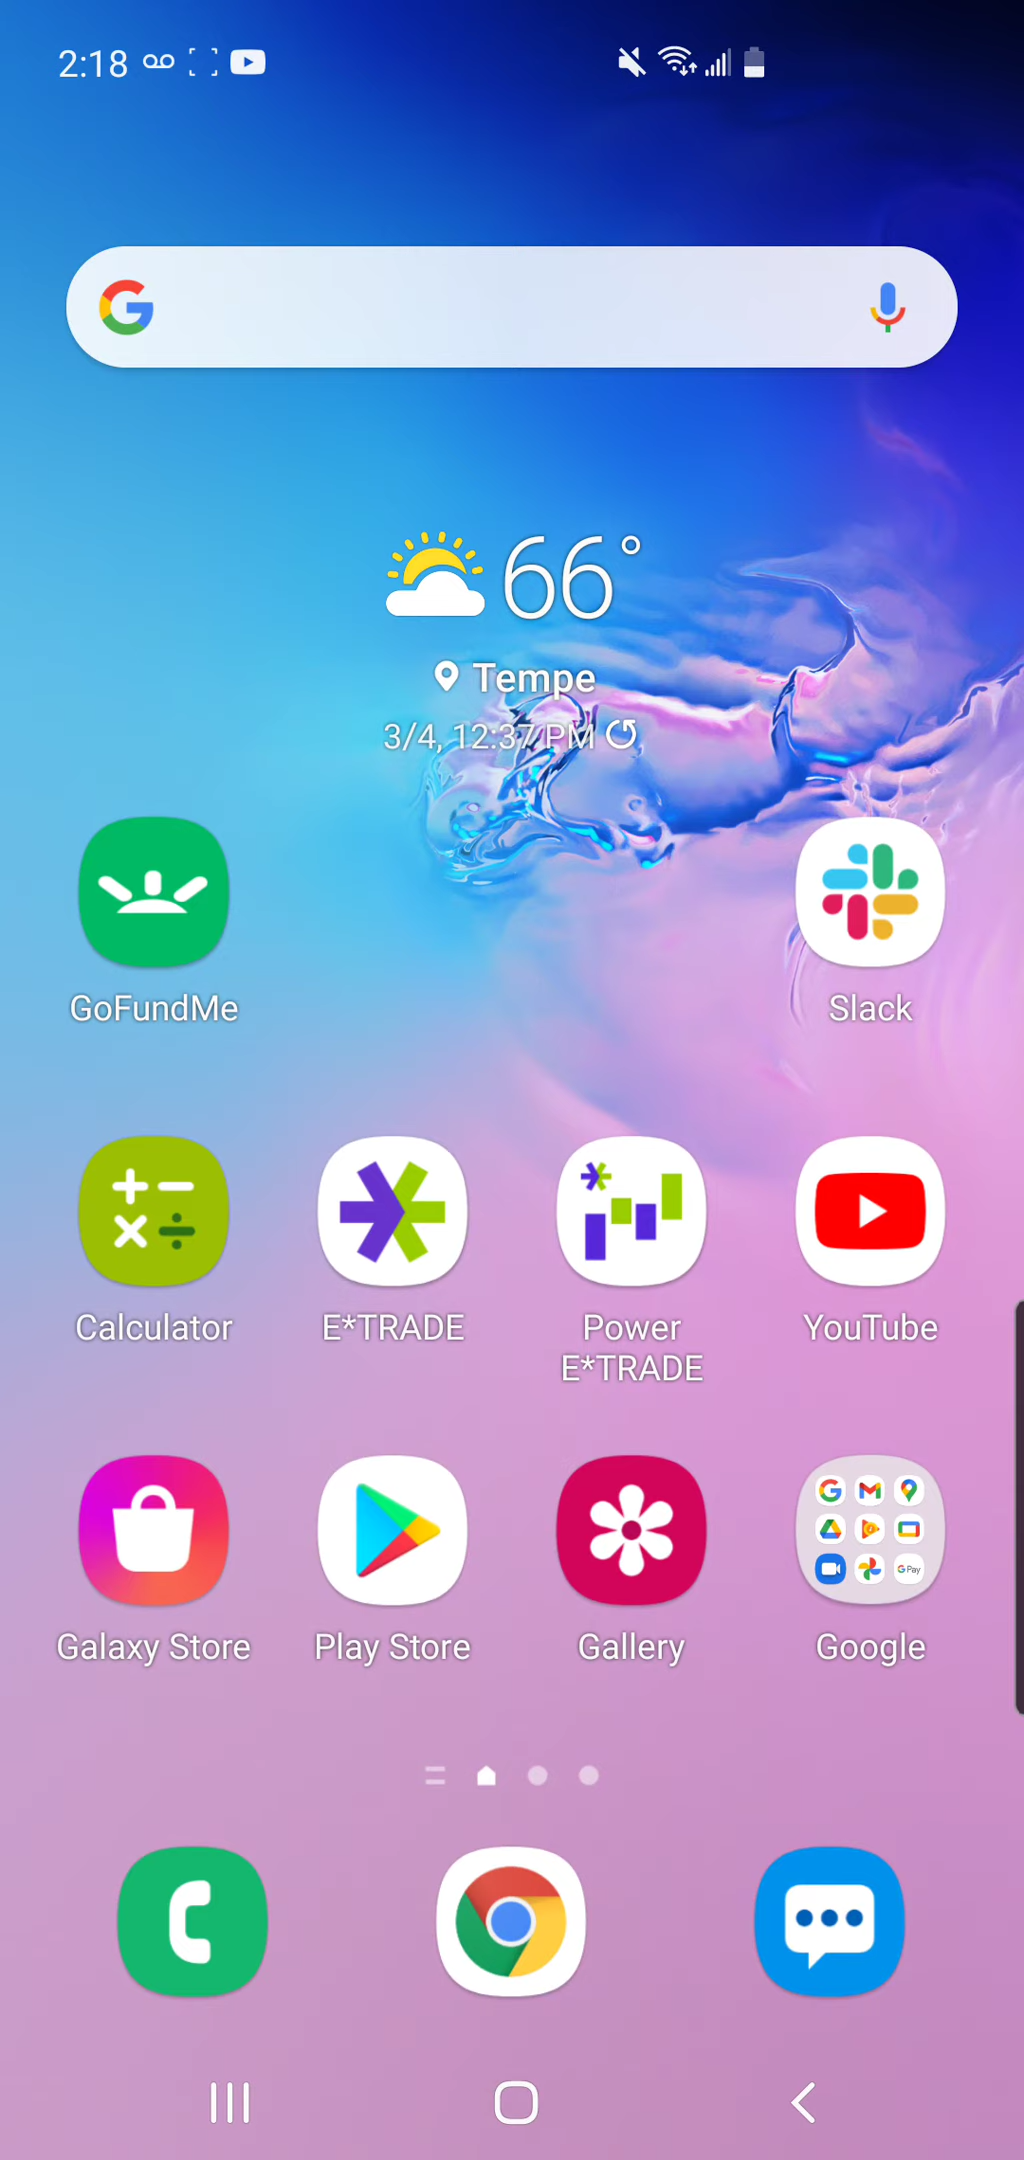 2:18
66°
Tempe
3/4, 12:37 PM
GoFundMe
Slack
Calculator
E*TRADE
Power
E*TRADE
YouTube
Galaxy Store
Play Store
Gallery
G Pay
Google